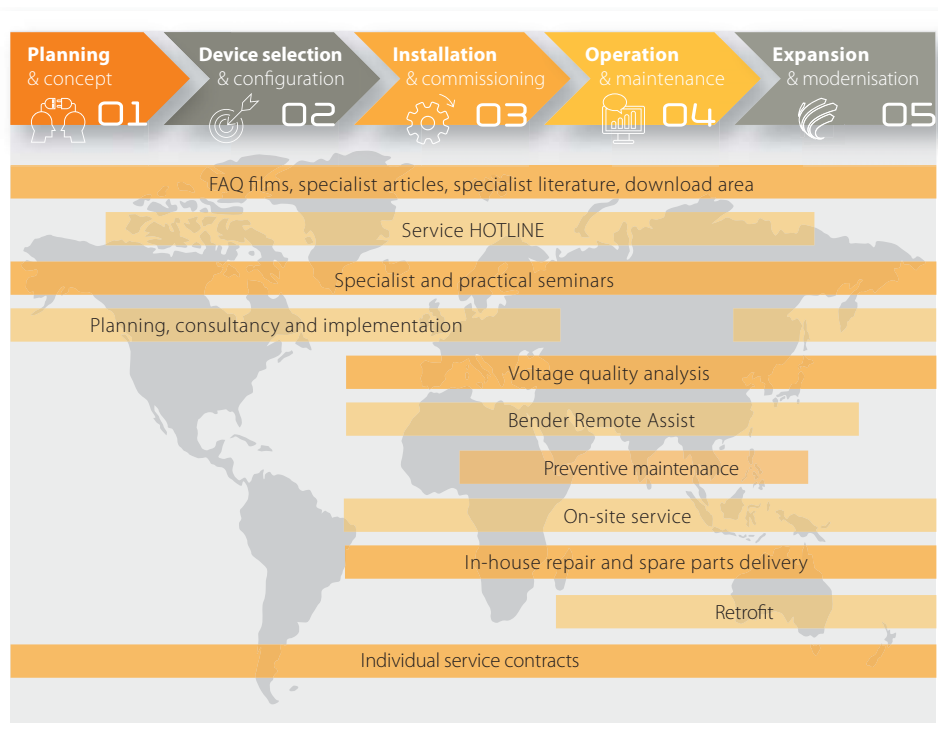 Planning
& concept
01
Device selection
& configuration
02
Installation
& commissioning
03
Operation
& maintenance
04
Expansion
& modernisation
05
FAQ films, specialist articles, specialist literature, download area
Service HOTLINE
Specialist and practical seminars
Planning, consultancy and implementation
Voltage quality analysis
Bender Remote Assist
Preventive maintenance
On-site service
In-house repair and spare parts delivery
Retrofit
Individual service contracts